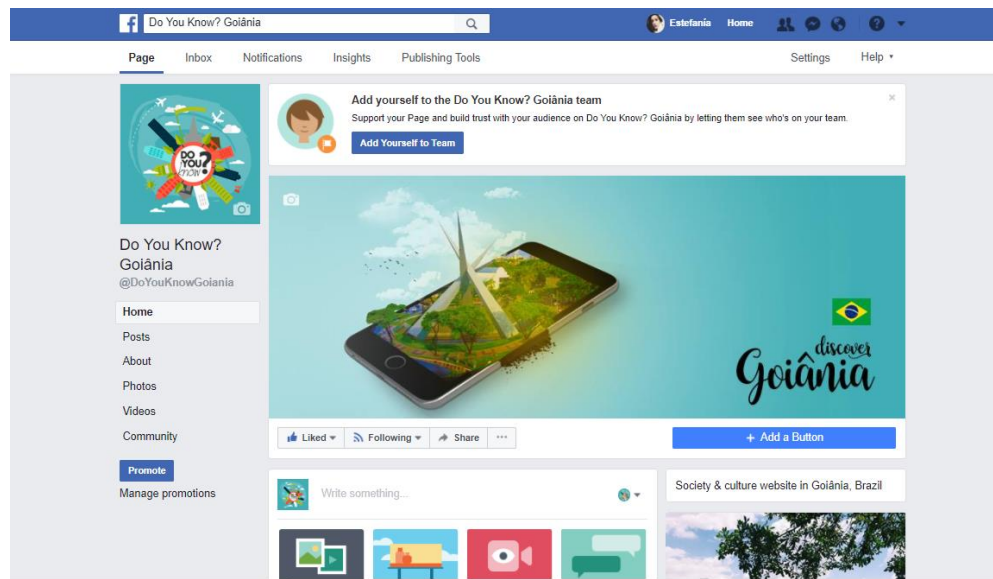 Do You Know? Goiânia
Estefanía Home
Page Inbox Notifications Insights Publishing Tools Settings Help
Add yourself to the Do You Know? Goiânia team
Support your Page and build trust with your audience on Do You Know? Goiânia by letting them see who's on your team.
Add Yourself to Team
DO
YOU
know
?
Do You Know?
Goiânia
@DoYouKnowGoiania
Home
Posts
About
Photos
Videos
Community
Promote
Manage promotions
discover
Goiânia
Liked Following Share
+ Add a Button
Write something...
Society & culture website in Goiânia, Brazil